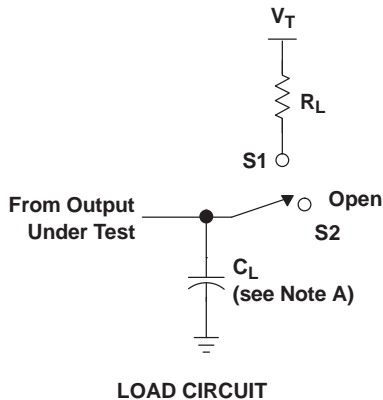 V_T
R_L
S1
From Output
Under Test
Open
S2
C_L
(see Note A)
LOAD CIRCUIT